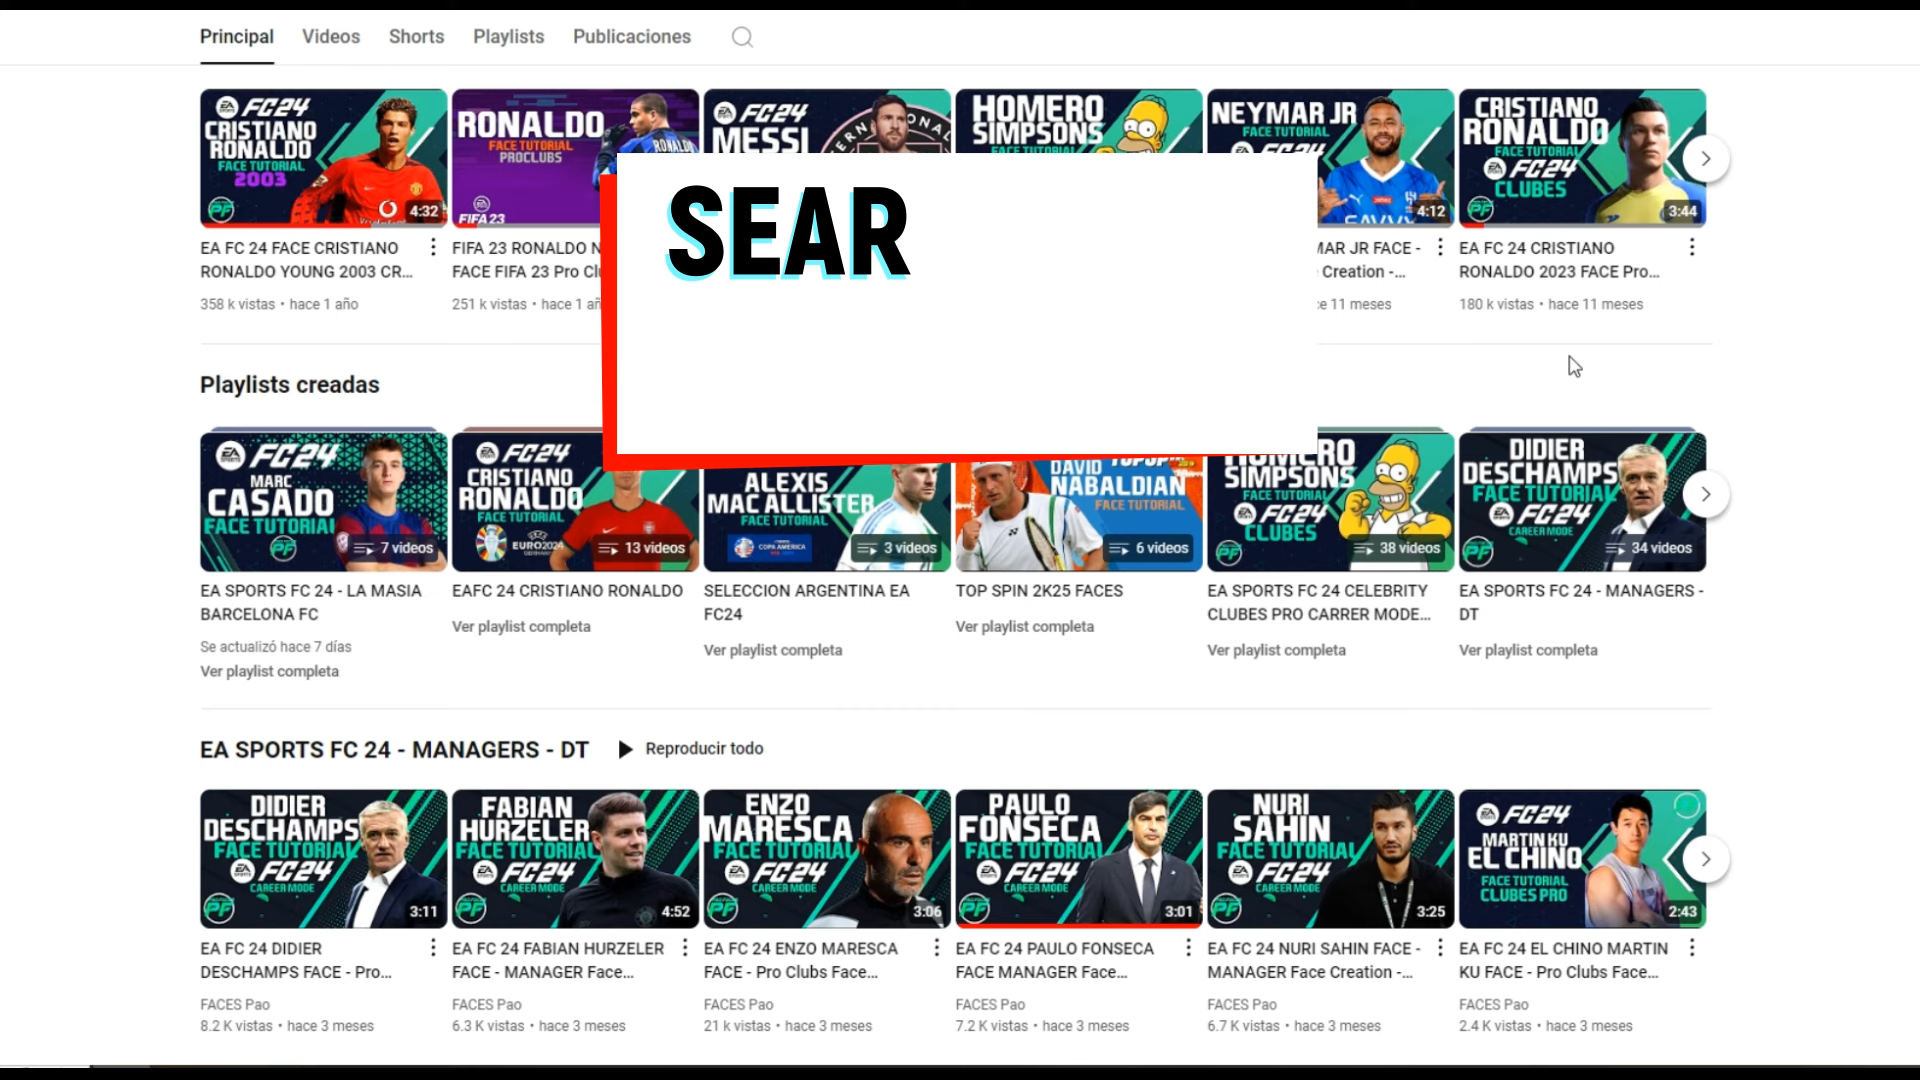 Principal Videos Shorts Playlists Publicaciones
FC24
CRISTIANO
RONALDO
FACE TUTORIAL
2003
4:32
RONALDO
FACE TUTORIAL
PROCLUBS
RONALDO
FIFA 23
FC24
MESSI
HOMERO
SIMPSONS
FACE TUTORIAL
NEYMAR JR
FACE TUTORIAL
FC24
4:12
CRISTIANO
RONALDO
FACE TUTORIAL
FC24
CLUBES
3:44
SEAR
EA FC 24 FACE CRISTIANO
RONALDO YOUNG 2003 CR...
358 k vistas • hace 1 año
FIFA 23 RONALDO N
FACE FIFA 23 Pro Clu
251 k vistas • hace 1 añ
MAR JR FACE -
Creation -...
ce 11 meses
EA FC 24 CRISTIANO
RONALDO 2023 FACE Pro...
180 k vistas • hace 11 meses
Playlists creadas
FC24
MARC
CASADO
FACE TUTORIAL
PF
7 videos
FC24
CRISTIANO
RONALDO
FACE TUTORIAL
EURO2024
13 videos
ALEXIS
MAC ALLISTER
FACE TUTORIAL
COPA AMERICA
3 videos
DAVID
NABALDIAN
FACE TUTORIAL
6 videos
HOMERO
SIMPSONS
FACE TUTORIAL
FC24
CLUBES
38 videos
DIDIER
DESCHAMPS
FACE TUTORIAL
FC24
CAREER MODE
34 videos
EA SPORTS FC 24 - LA MASIA
BARCELONA FC
Se actualizó hace 7 días
Ver playlist completa
EAFC 24 CRISTIANO RONALDO
Ver playlist completa
SELECCION ARGENTINA EA
FC24
Ver playlist completa
TOP SPIN 2K25 FACES
Ver playlist completa
EA SPORTS FC 24 CELEBRITY
CLUBES PRO CARRER MODE...
Ver playlist completa
EA SPORTS FC 24 - MANAGERS -
DT
Ver playlist completa
EA SPORTS FC 24 - MANAGERS - DT Reproducir todo
DIDIER
DESCHAMPS
FACE TUTORIAL
FC24
CAREER MODE
PF
3:11
FABIAN
HURZELER
FACE TUTORIAL
FC24
CAREER MODE
PF
4:52
ENZO
MARESCA
FACE TUTORIAL
FC24
CAREER MODE
PF
3:06
PAULO
FONSECA
FACE TUTORIAL
FC24
CAREER MODE
PF
3:01
NURI
SAHIN
FACE TUTORIAL
FC24
CAREER MODE
PF
3:25
FC24
MARTIN KU
EL CHINO
FACE TUTORIAL
CLUBES PRO
2:43
EA FC 24 DIDIER
DESCHAMPS FACE - Pro...
FACES Pao
8.2 K vistas • hace 3 meses
EA FC 24 FABIAN HURZELER
FACE - MANAGER Face...
FACES Pao
6.3 K vistas • hace 3 meses
EA FC 24 ENZO MARESCA
FACE - Pro Clubs Face...
FACES Pao
21 k vistas • hace 3 meses
EA FC 24 PAULO FONSECA
FACE MANAGER Face...
FACES Pao
7.2 K vistas • hace 3 meses
EA FC 24 NURI SAHIN FACE -
MANAGER Face Creation -...
FACES Pao
6.7 K vistas • hace 3 meses
EA FC 24 EL CHINO MARTIN
KU FACE - Pro Clubs Face...
FACES Pao
2.4 K vistas • hace 3 meses